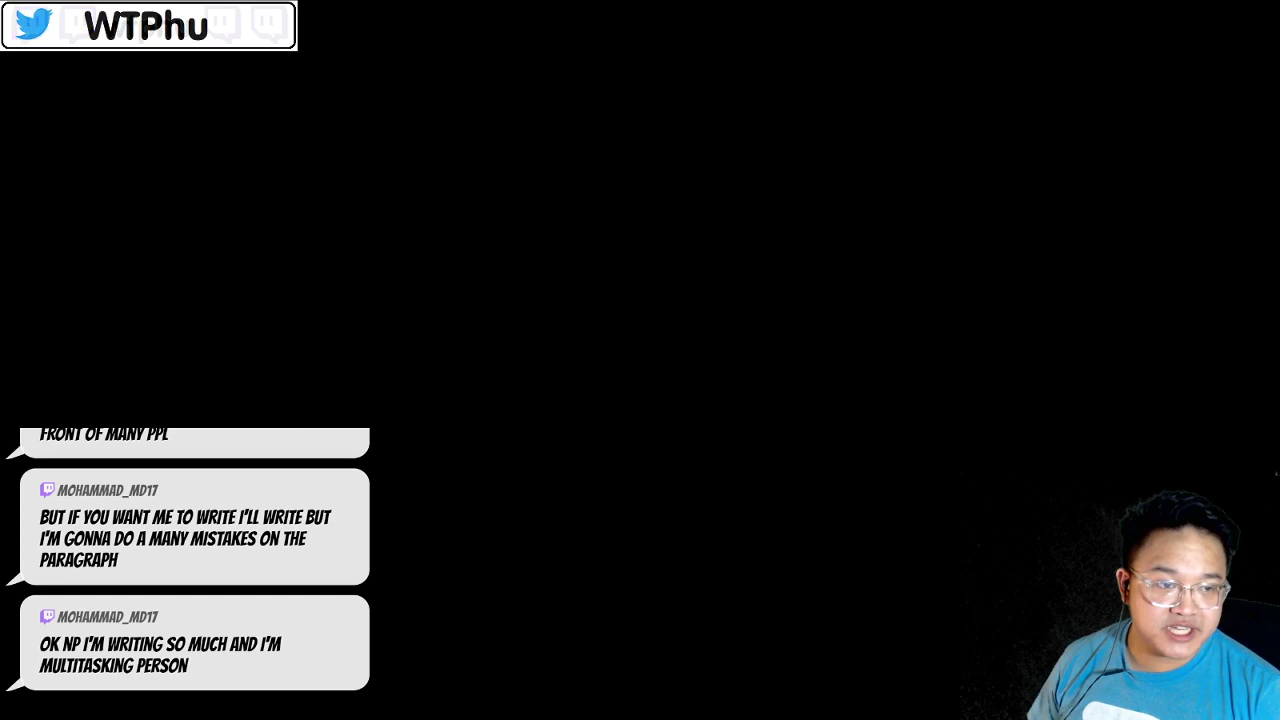 WTPhu
FRONT OF MANY PPL
MOHAMMAD_MD17
BUT IF YOU WANT ME TO WRITE I'LL WRITE BUT
I'M GONNA DO A MANY MISTAKES ON THE
PARAGRAPH
MOHAMMAD_MD17
OK NP I'M WRITING SO MUCH AND I'M
MULTITASKING PERSON